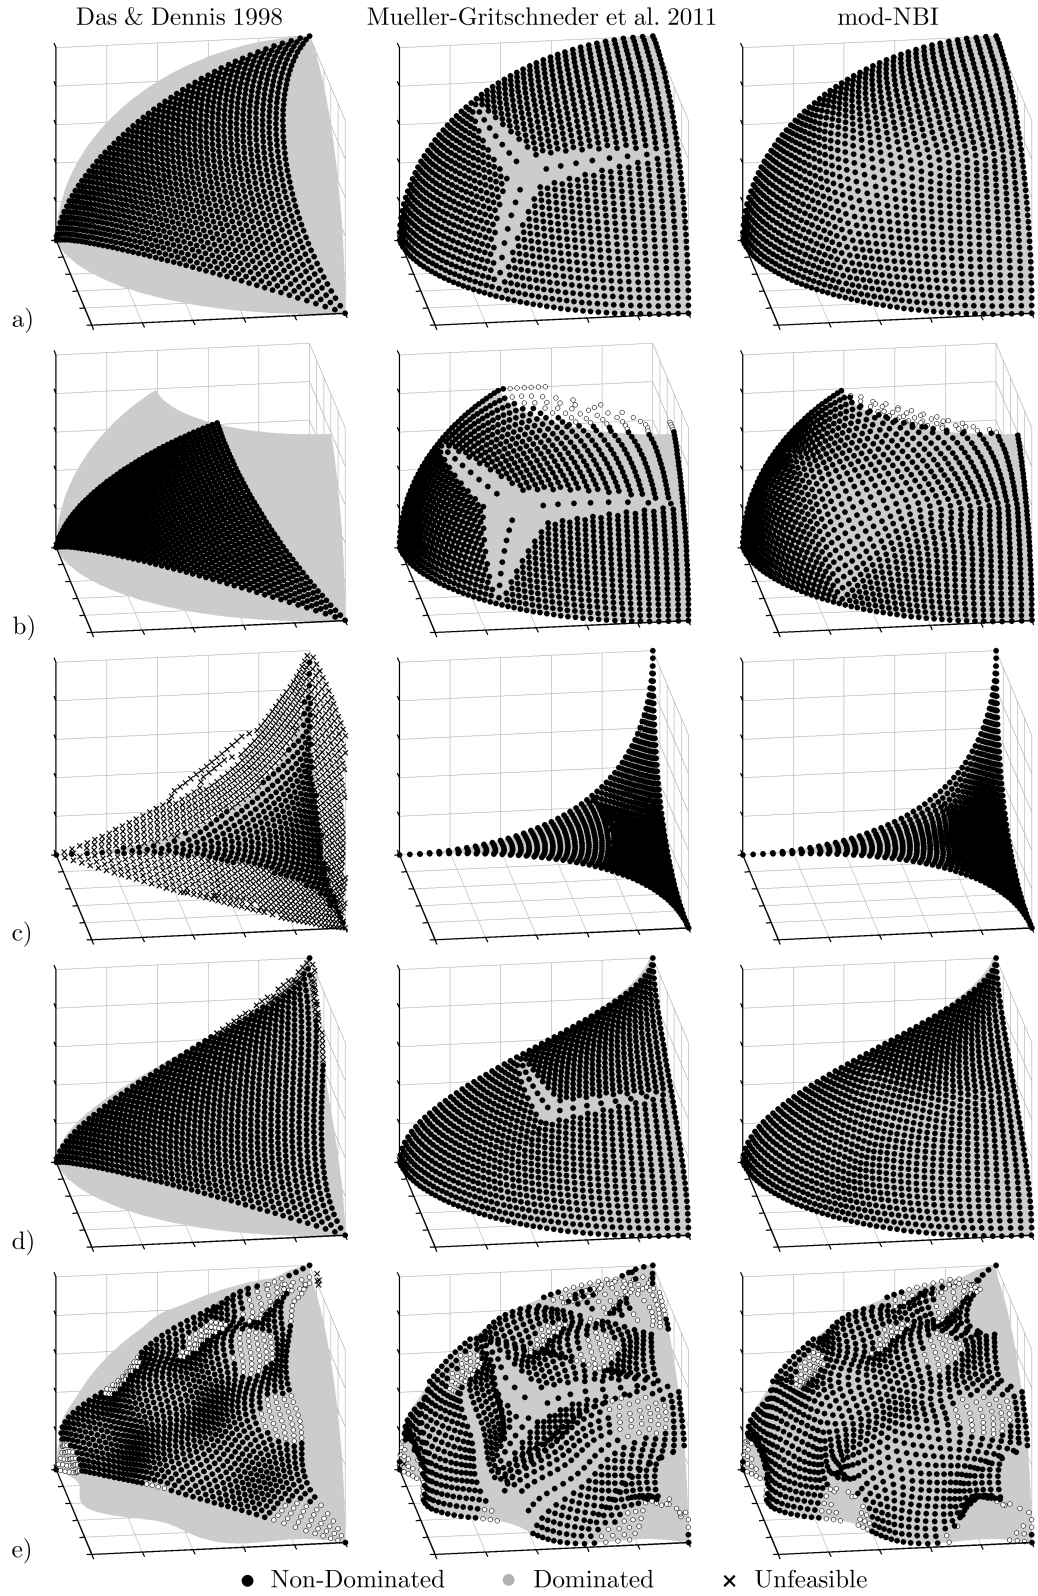 Das & Dennis 1998 Mueller-Gritschneder et al. 2011 mod-NBI
a)
b)
c)
d)
e)
Non-Dominated Dominated Unfeasible